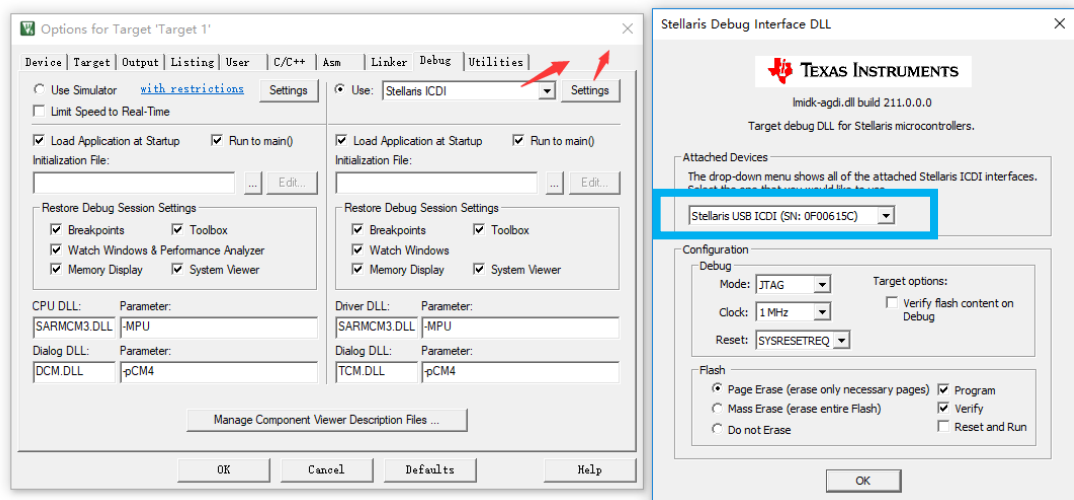 Options for Target 'Target 1'
Device Target Output Listing User C/C++ Asm Linker Debug Utilities
Use Simulator with restrictions Settings
Limit Speed to Real-Time
Load Application at Startup Run to main()
Initialization File:
... Edit...
Restore Debug Session Settings
Breakpoints Toolbox
Watch Windows & Performance Analyzer
Memory Display System Viewer
CPU DLL: Parameter:
SARMCM3.DLL -MPU
Dialog DLL: Parameter:
DCM.DLL -pCM4
Use: Stellaris ICDI Settings
Load Application at Startup Run to main()
Initialization File:
... Edit...
Restore Debug Session Settings
Breakpoints Toolbox
Watch Windows
Memory Display System Viewer
Driver DLL: Parameter:
SARMCM3.DLL -MPU
Dialog DLL: Parameter:
TCM.DLL -pCM4
Manage Component Viewer Description Files ...
OK Cancel Defaults Help
Stellaris Debug Interface DLL
TEXAS INSTRUMENTS
lmidk-agdi.dll build 211.0.0.0
Target debug DLL for Stellaris microcontrollers.
Attached Devices
The drop-down menu shows all of the attached Stellaris ICDI interfaces.
Select the one that you would like to use.
Stellaris USB ICDI (SN: 0F00615C)
Configuration
Debug
Mode: JTAG
Clock: 1 MHz
Reset: SYSRESETREQ
Target options:
Verify flash content on
Debug
Flash
Page Erase (erase only necessary pages) Program
Mass Erase (erase entire Flash) Verify
Do not Erase Reset and Run
OK